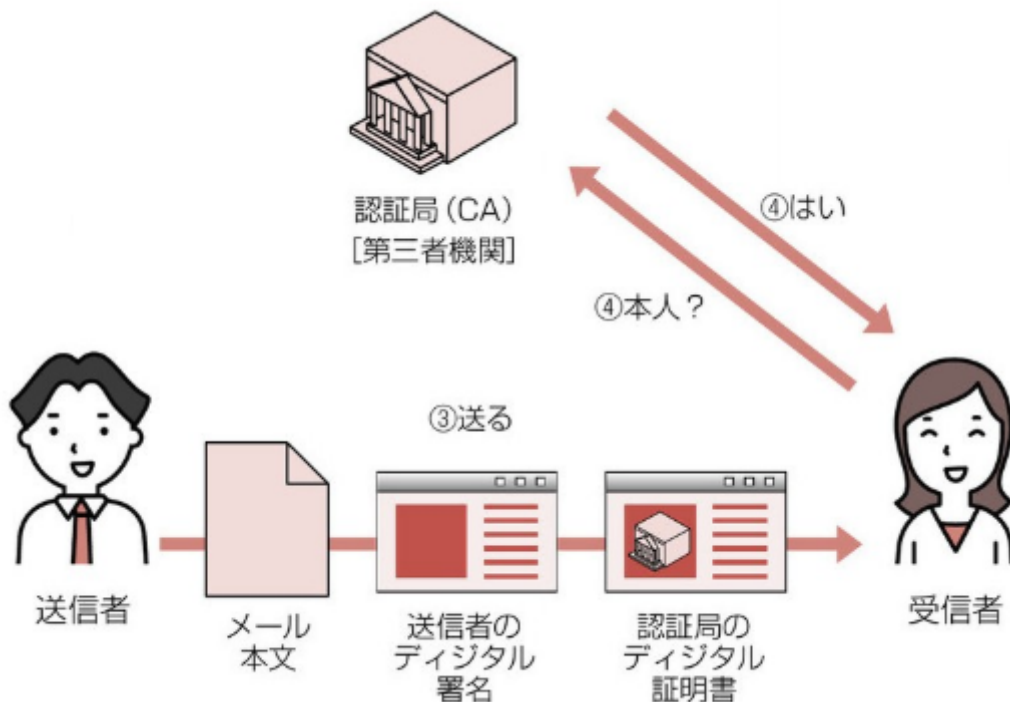 認証局(CA)
[第三者機関]
④はい
④本人?
③送る
送信者
メール
本文
送信者の
ディジタル
署名
認証局の
ディジタル
証明書
受信者